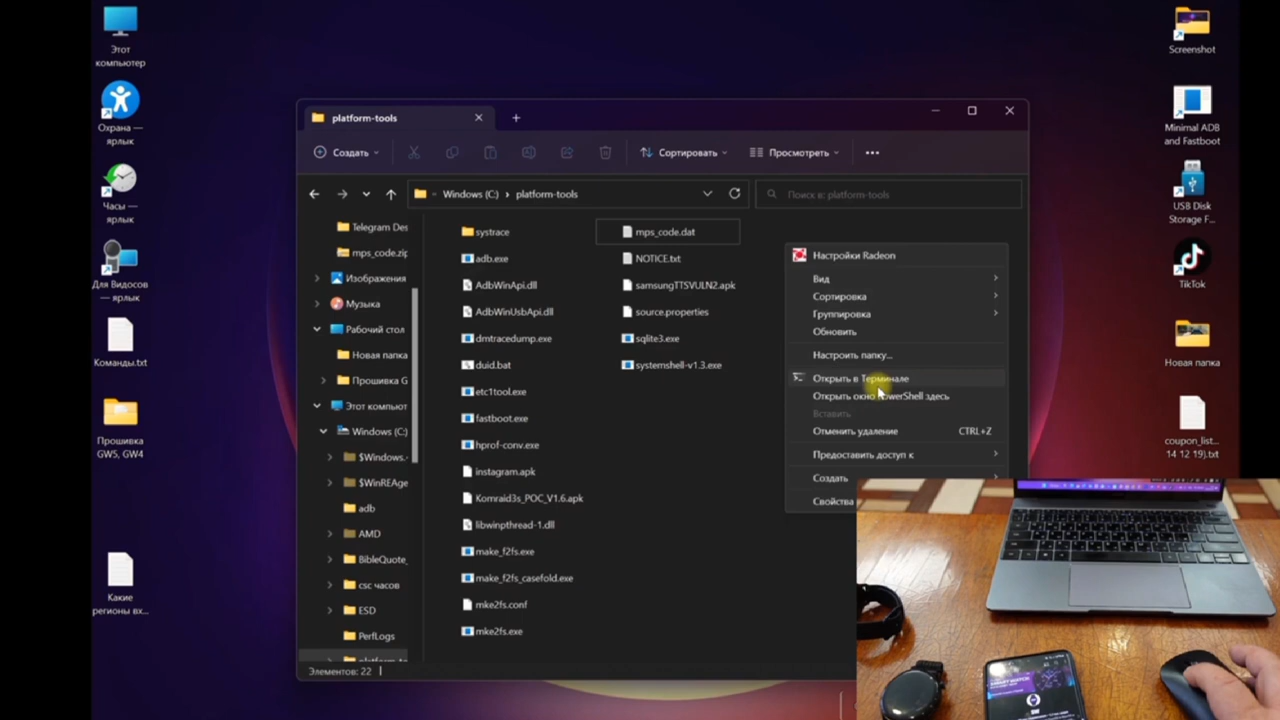 Этот
компьютер
Охрана —
ярлык
Часы —
ярлык
Для Видосов
— ярлык
Команды.txt
Прошивка
GW5, GW4
Какие
регионы вх...
platform-tools
Создать
Сортировать
Просмотреть
Windows (C:)
platform-tools
Поиск в: platform-tools
Telegram Des
mps_code.zip
Изображения
Музыка
Рабочий стол
Новая папка
Прошивка G
Этот компьют
Windows (C:)
$Windows.~
$WinREAge
adb
AMD
BibleQuote_
csc часов
ESD
PerfLogs
platform-to
systrace
adb.exe
AdbWinApi.dll
AdbWinUsbApi.dll
dmtracedump.exe
duid.bat
etc1tool.exe
fastboot.exe
hprof-conv.exe
instagram.apk
Komraid3s_POC_V1.6.apk
libwinpthread-1.dll
make_f2fs.exe
make_f2fs_casefold.exe
mke2fs.conf
mke2fs.exe
mps_code.dat
NOTICE.txt
samsungTTSVULN2.apk
source.properties
sqlite3.exe
systemshell-v1.3.exe
Настройки Radeon
Вид
Сортировка
Группировка
Обновить
Настроить папку...
Открыть в Терминале
Открыть окно PowerShell здесь
Вставить
Отменить удаление CTRL+Z
Предоставить доступ к
Создать
Свойства
Элементов: 22
Screenshot
Minimal ADB
and Fastboot
USB Disk
Storage F...
TikTok
Новая папка
coupon_list...
14 12 19).txt